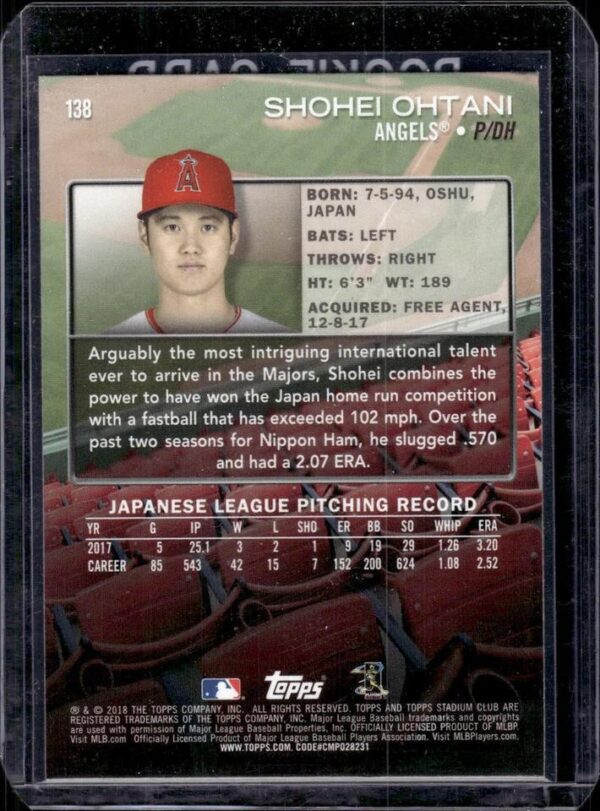 ROOKIE CARD
138
SHOHEI OHTANI
ANGELS® • P/DH
A
BORN: 7-5-94, OSHU,
JAPAN
BATS: LEFT
THROWS: RIGHT
HT: 6'3" WT: 189
ACQUIRED: FREE AGENT,
12-8-17
Arguably the most intriguing international talent
ever to arrive in the Majors, Shohei combines the
power to have won the Japan home run competition
with a fastball that has exceeded 102 mph. Over the
past two seasons for Nippon Ham, he slugged .570
and had a 2.07 ERA.
JAPANESE LEAGUE PITCHING RECORD
YR G IP W L SHO ER BB SO WHIP ERA
2017 5 25.1 3 2 1 9 19 29 1.26 3.20
CAREER 85 543 42 15 7 152 200 624 1.08 2.52
TOPPS
® & © 2018 THE TOPPS COMPANY, INC. ALL RIGHTS RESERVED. TOPPS AND TOPPS STADIUM CLUB ARE
REGISTERED TRADEMARKS OF THE TOPPS COMPANY, INC. Major League Baseball trademarks and copyrights
are used with permission of Major League Baseball Properties, Inc. OFFICIALLY LICENSED PRODUCT OF MLBP.
Visit MLB.com Officially Licensed Product of Major League Baseball Players Association. Visit MLBPlayers.com.
WWW.TOPPS.COM. CODE#CMP028231